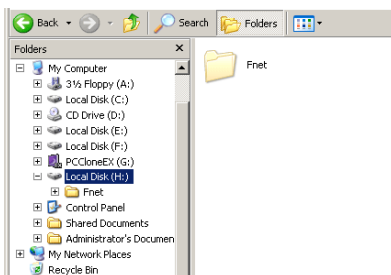 Back Search Folders
Folders
My Computer
3½ Floppy (A:)
Local Disk (C:)
CD Drive (D:)
Local Disk (E:)
Local Disk (F:)
PCCloneEX (G:)
Local Disk (H:)
Fnet
Control Panel
Shared Documents
Administrator's Documen
My Network Places
Recycle Bin
Fnet